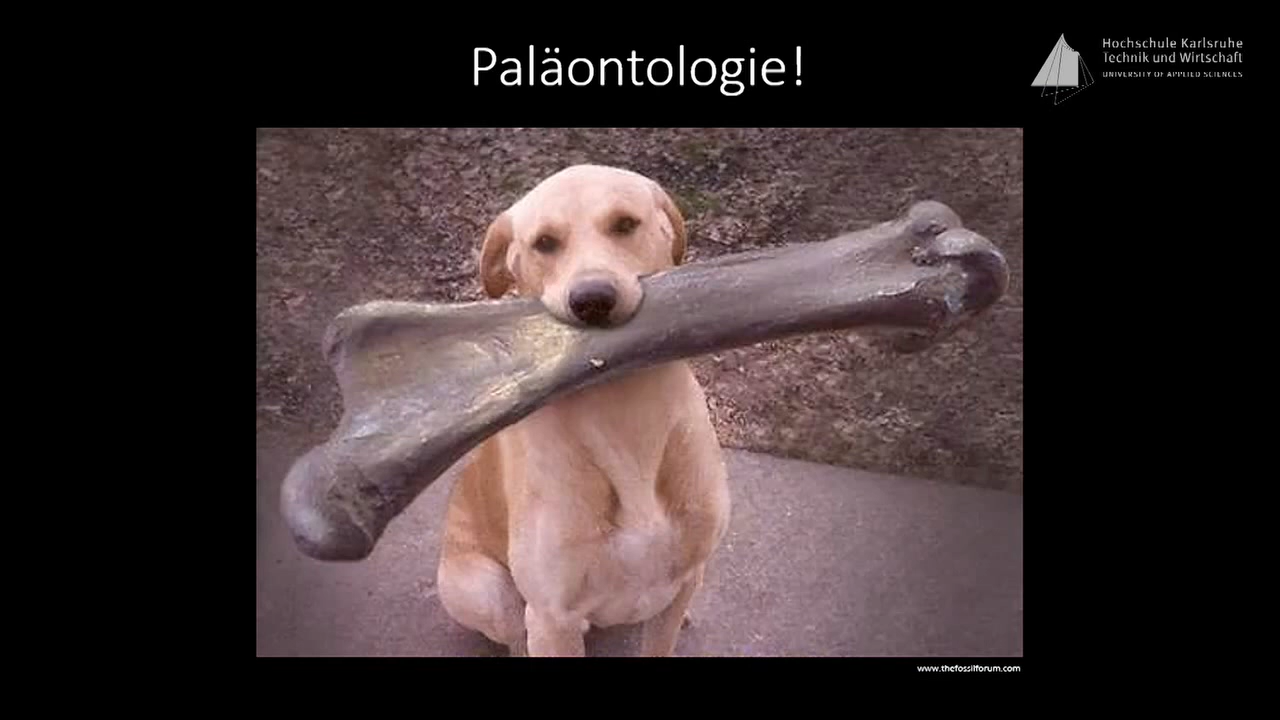 Paläontologie!
Hochschule Karlsruhe
Technik und Wirtschaft
UNIVERSITY OF APPLIED SCIENCES
www.thefossilforum.com